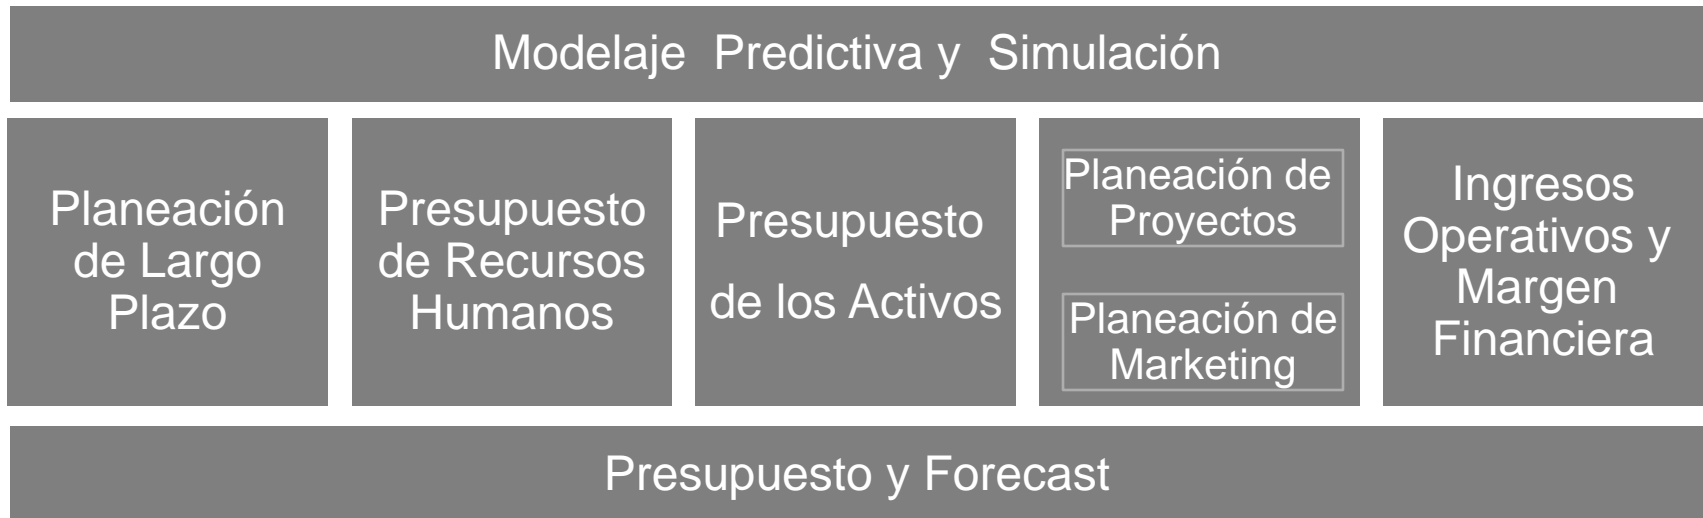 Modelaje Predictiva y Simulación
Planeación
de Largo
Plazo
Presupuesto
de Recursos
Humanos
Presupuesto
de los Activos
Planeación de
Proyectos
Planeación de
Marketing
Ingresos
Operativos y
Margen
Financiera
Presupuesto y Forecast